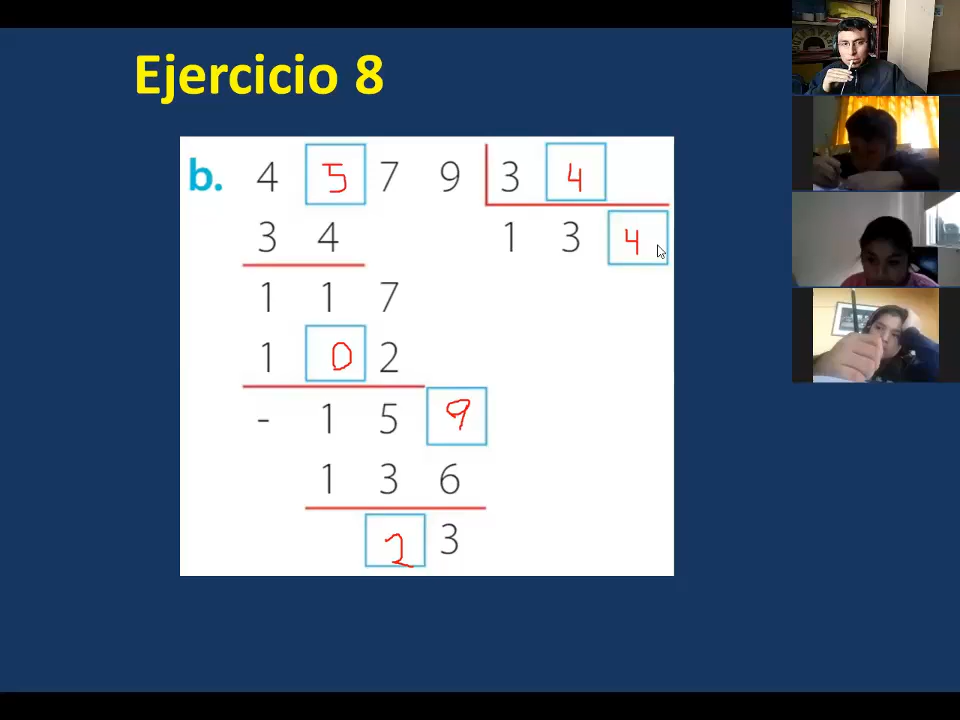 Ejercicio 8
b. 4 5 7 9 3 4
3 4 1 3 4
1 1 7
1 0 2
- 1 5 9
1 3 6
2 3